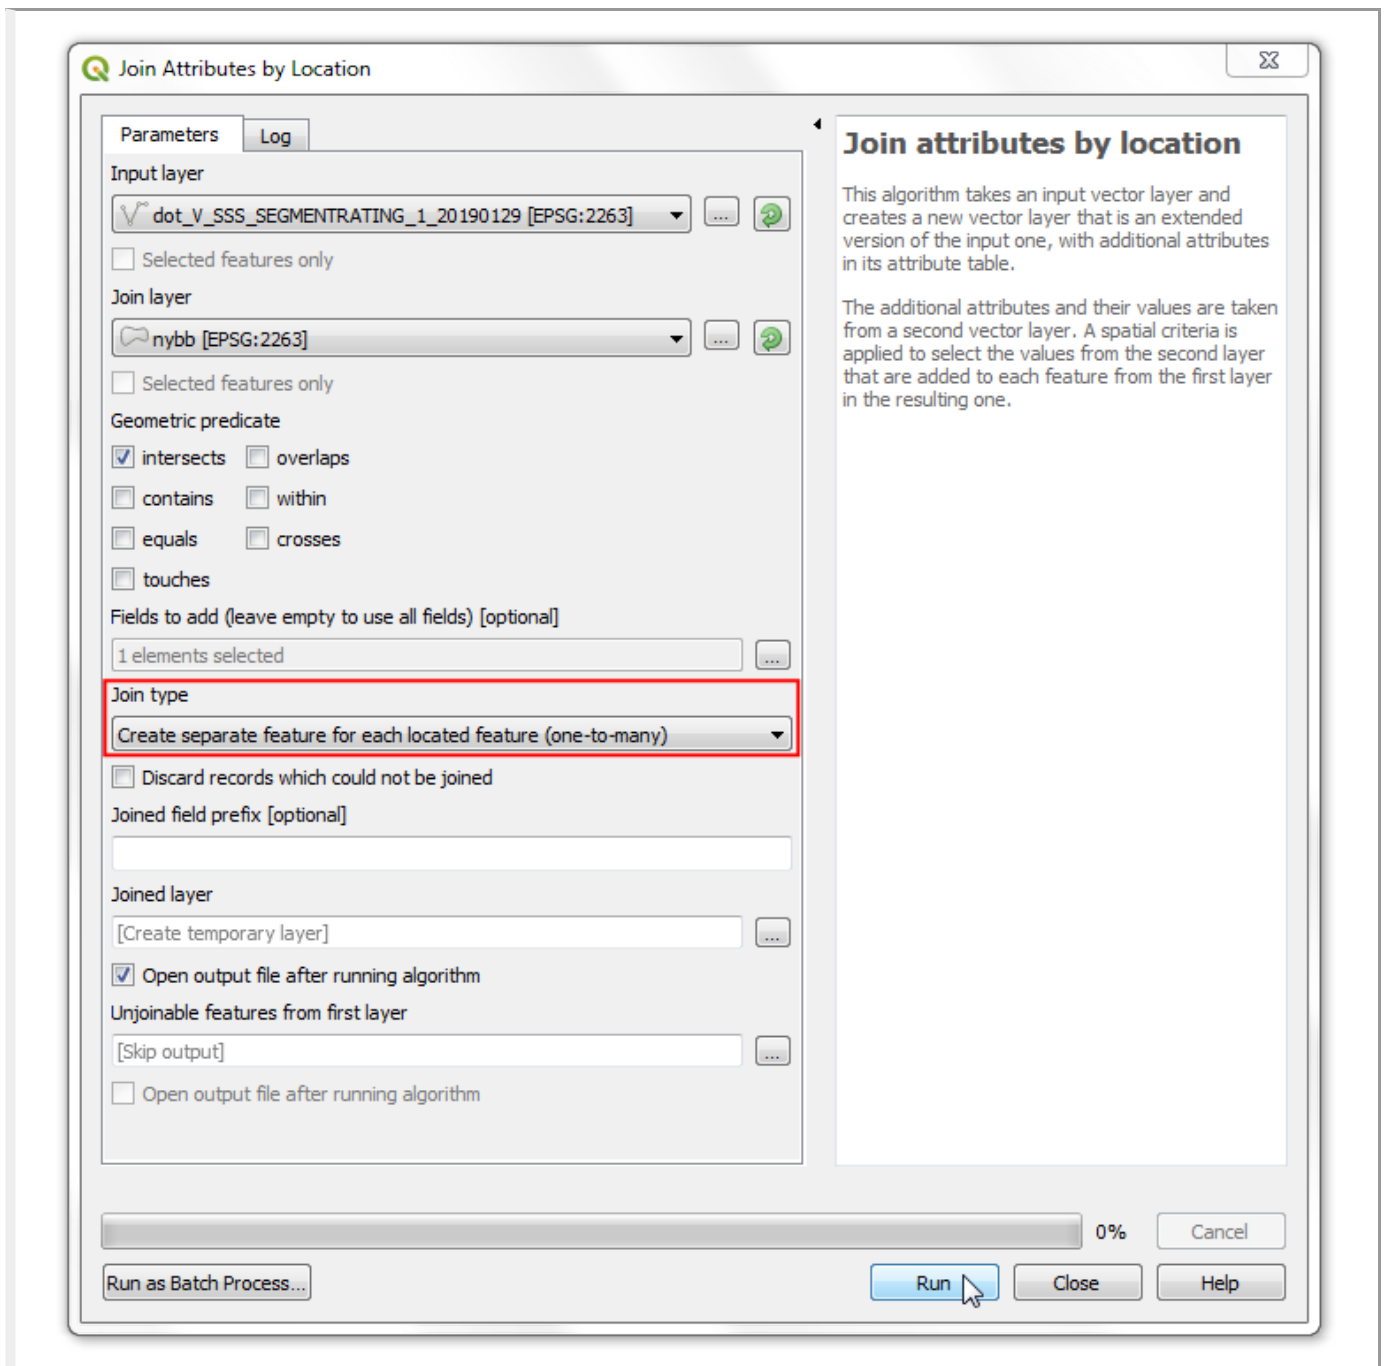 Join Attributes by Location
Parameters
Log
Input layer
dot_V_SSS_SEGMENTRATING_1_20190129 [EPSG:2263]
...
Selected features only
Join layer
nybb [EPSG:2263]
...
Selected features only
Geometric predicate
intersects
overlaps
contains
within
equals
crosses
touches
Fields to add (leave empty to use all fields) [optional]
1 elements selected
...
Join type
Create separate feature for each located feature (one-to-many)
Discard records which could not be joined
Joined field prefix [optional]
Joined layer
[Create temporary layer]
...
Open output file after running algorithm
Unjoinable features from first layer
[Skip output]
...
Open output file after running algorithm
Join attributes by location
This algorithm takes an input vector layer and
creates a new vector layer that is an extended
version of the input one, with additional attributes
in its attribute table.
The additional attributes and their values are taken
from a second vector layer. A spatial criteria is
applied to select the values from the second layer
that are added to each feature from the first layer
in the resulting one.
0%
Cancel
Run as Batch Process...
Run
Close
Help